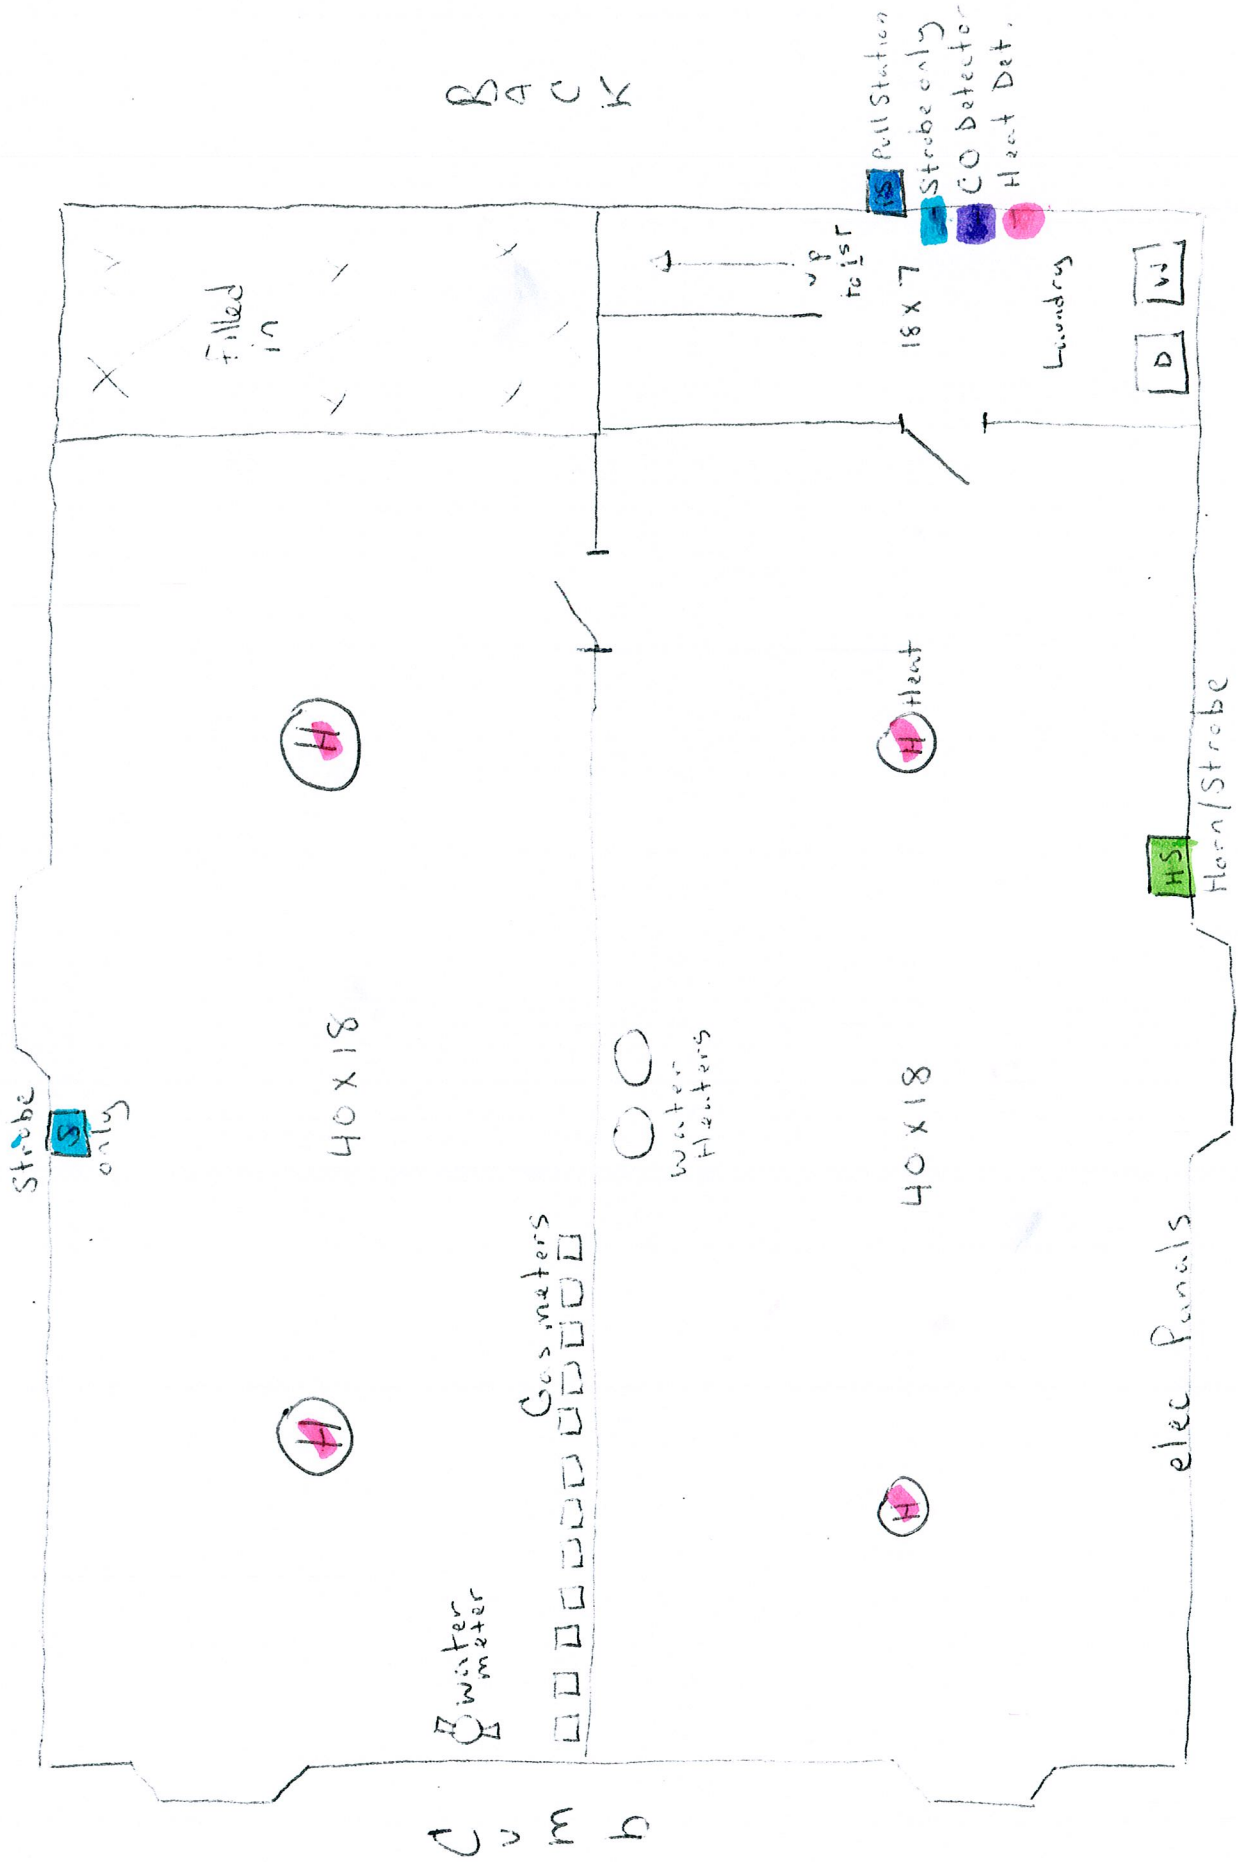 BACK
Filled
in
up
to 1st
PS Pull Station
Strobe only
CO Detector
Heat Det.
18 X 7
Laundry
D
W
H
H Heat
HS
Horn/Strobe
Strobe
S
only
40 X 18
Water
Heaters
40 X 18
Gas meters
elec Panals
H
H
water
meter
Cumb